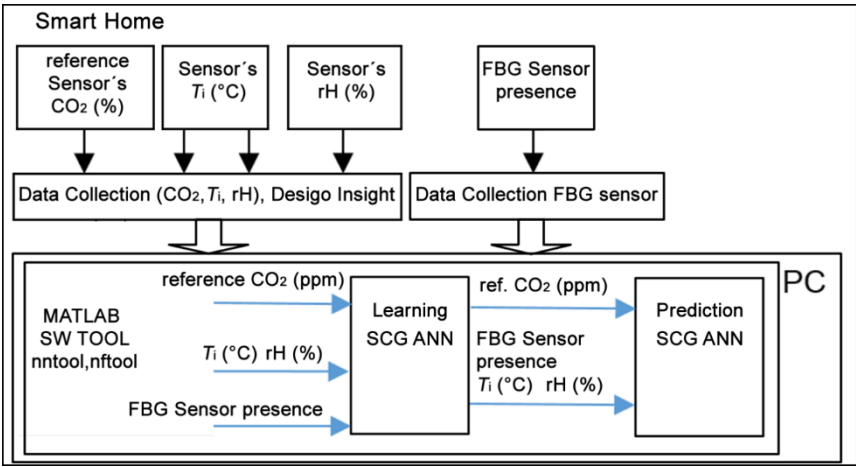 Smart Home
reference
Sensor´s
CO₂ (%)
Sensor´s
Ti (°C)
Sensor´s
rH (%)
FBG Sensor
presence
Data Collection (CO₂,Ti, rH), Desigo Insight
Data Collection FBG sensor
PC
MATLAB
SW TOOL
nntool,nftool
reference CO₂ (ppm)
Ti (°C) rH (%)
FBG Sensor presence
Learning
SCG ANN
ref. CO₂ (ppm)
FBG Sensor
presence
Ti (°C) rH (%)
Prediction
SCG ANN